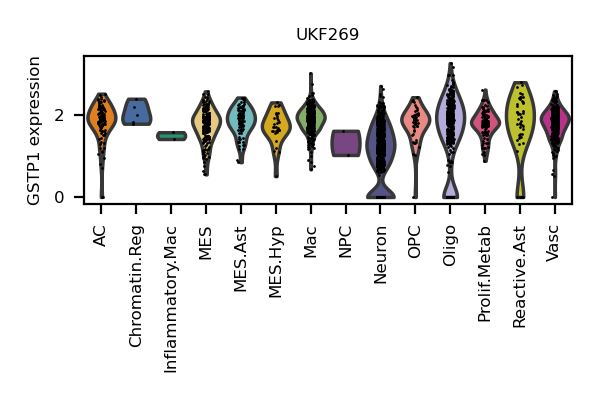 UKF269
GSTP1 expression
2
0
AC
Chromatin.Reg
Inflammatory.Mac
MES
MES.Ast
MES.Hyp
Mac
NPC
Neuron
OPC
Oligo
Prolif.Metab
Reactive.Ast
Vasc